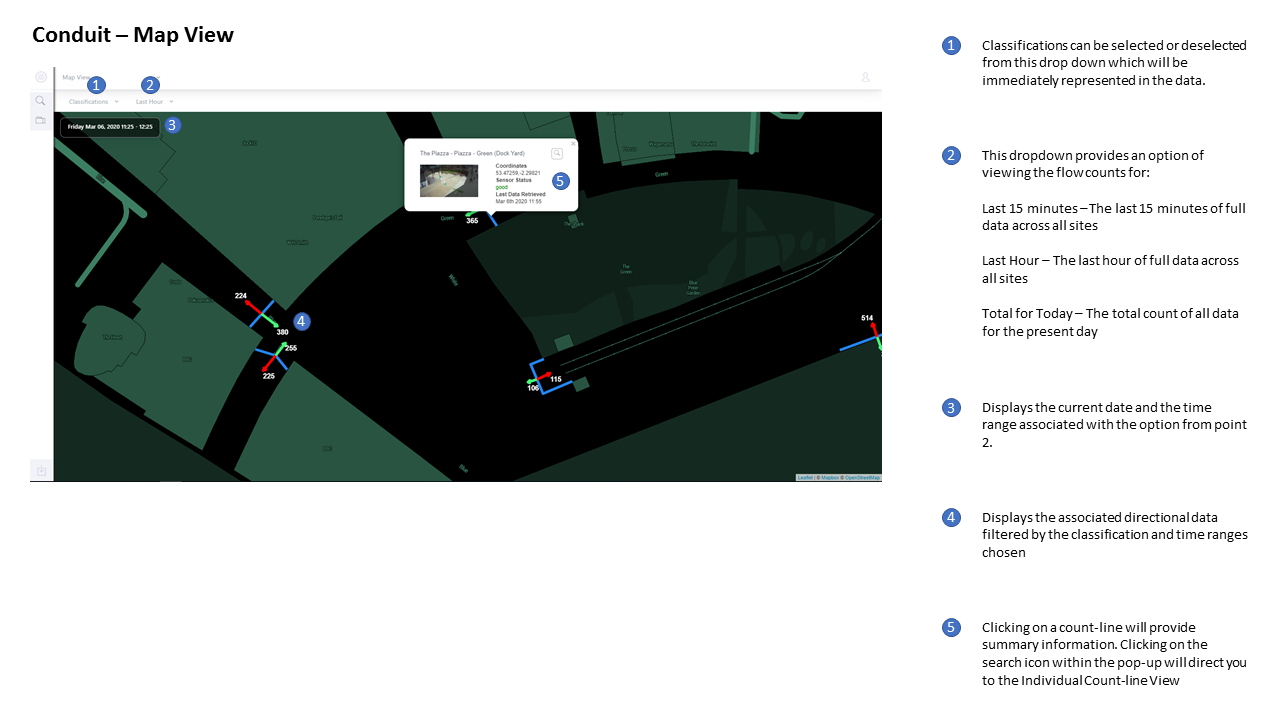 Conduit – Map View
Map View
1
2
Classifications
Last Hour
Friday Mar 06, 2020 11:25 - 12:25
3
The Piazza - Piazza - Green (Dock Yard)
Coordinates
53.47259,-2.29821
Sensor Status
good
Last Data Retrieved
Mar 6th 2020 11:55
5
Green
Green
365
White
The Green
Blue Peter Garden
224
4
380
255
225
514
115
106
Blue
Leaflet | © Mapbox © OpenStreetMap
1
Classifications can be selected or deselected
from this drop down which will be
immediately represented in the data.
2
This dropdown provides an option of
viewing the flow counts for:
Last 15 minutes – The last 15 minutes of full
data across all sites
Last Hour – The last hour of full data across
all sites
Total for Today – The total count of all data
for the present day
3
Displays the current date and the time
range associated with the option from point
2.
4
Displays the associated directional data
filtered by the classification and time ranges
chosen
5
Clicking on a count-line will provide
summary information. Clicking on the
search icon within the pop-up will direct you
to the Individual Count-line View